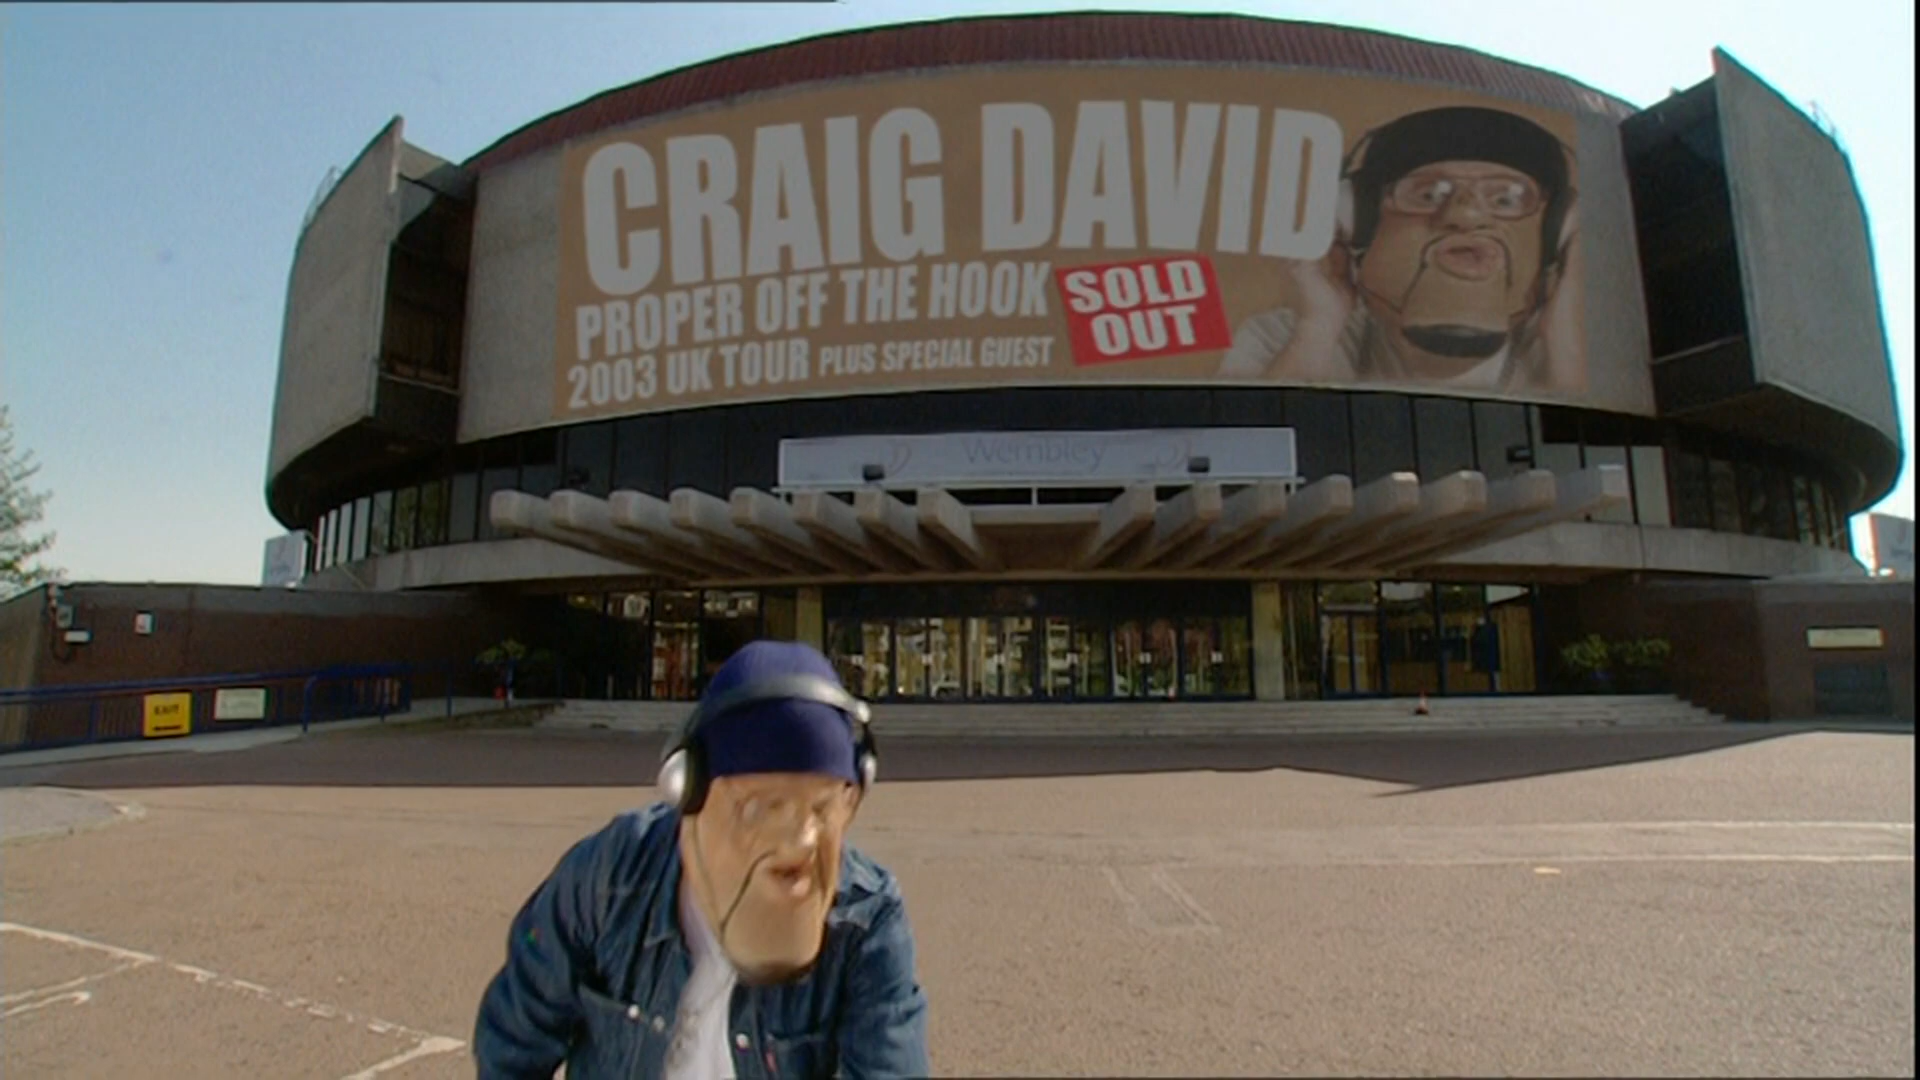 CRAIG DAVID
PROPER OFF THE HOOK
SOLD
OUT
2003 UK TOUR PLUS SPECIAL GUEST
Wembley
EXIT